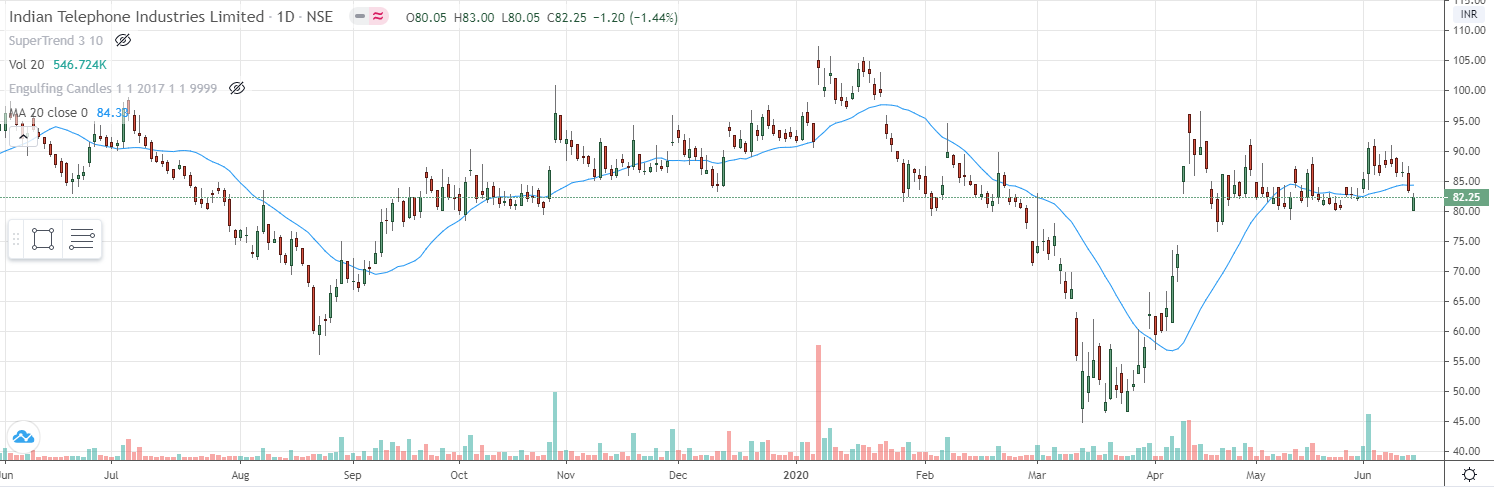 Indian Telephone Industries Limited · 1D · NSE O80.05 H83.00 L80.05 C82.25 −1.20 (−1.44%)
SuperTrend 3 10
Vol 20 546.724K
Engulfing Candles 1 1 2017 1 1 9999
MA 20 close 0 84.33
115.00
INR
110.00
105.00
100.00
95.00
90.00
85.00
82.25
80.00
75.00
70.00
65.00
60.00
55.00
50.00
45.00
40.00
Jun Jul Aug Sep Oct Nov Dec 2020 Feb Mar Apr May Jun